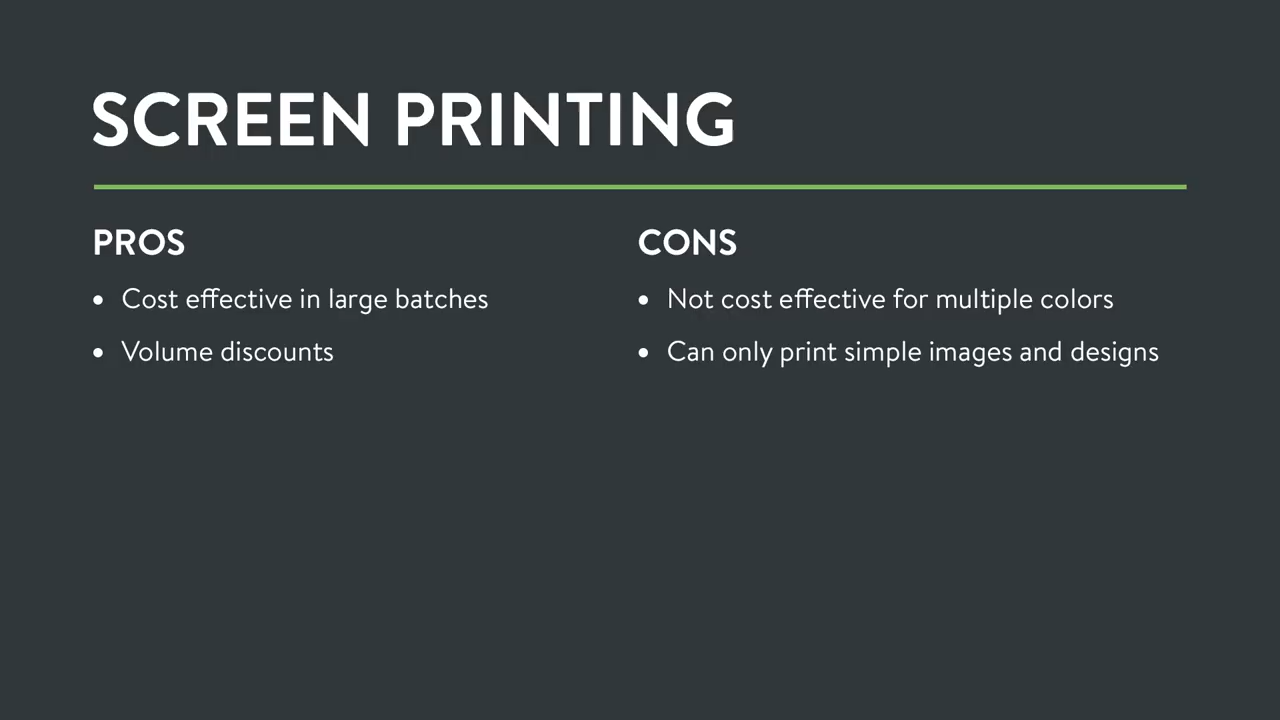 SCREEN PRINTING
PROS
• Cost effective in large batches
• Volume discounts
CONS
• Not cost effective for multiple colors
• Can only print simple images and designs